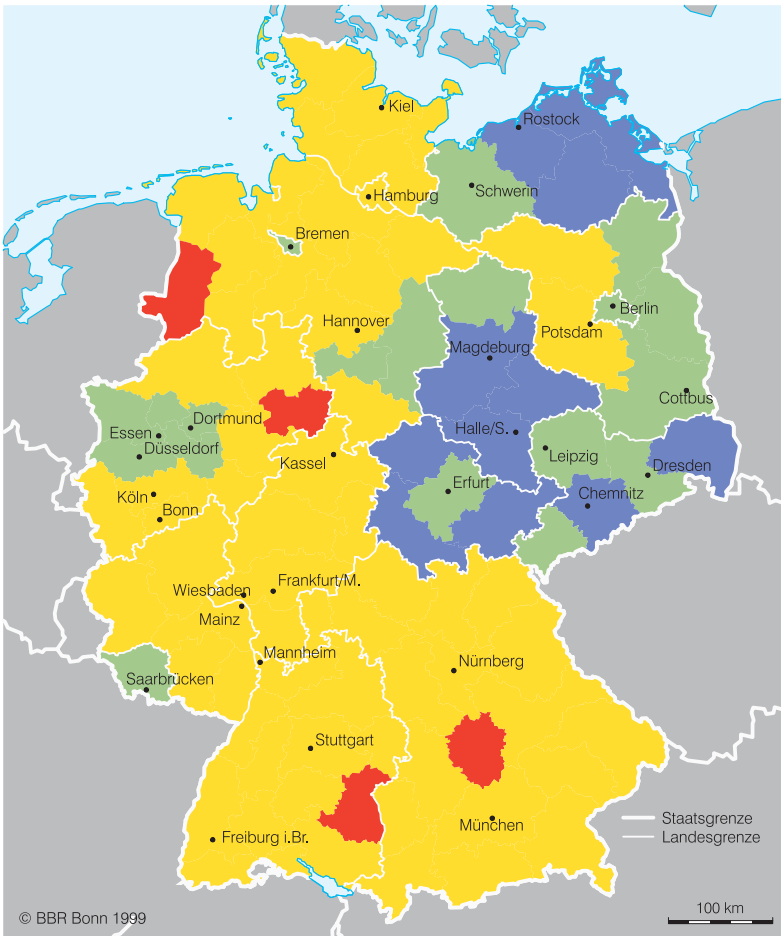 Kiel
Rostock
Schwerin
Hamburg
Bremen
Berlin
Hannover
Potsdam
Magdeburg
Cottbus
Dortmund
Essen
Halle/S.
Düsseldorf
Leipzig
Kassel
Dresden
Erfurt
Köln
Chemnitz
Bonn
Frankfurt/M.
Wiesbaden
Mainz
Mannheim
Nürnberg
Saarbrücken
Stuttgart
Staatsgrenze
München
Landesgrenze
Freiburg i.Br.
100 km
© BBR Bonn 1999